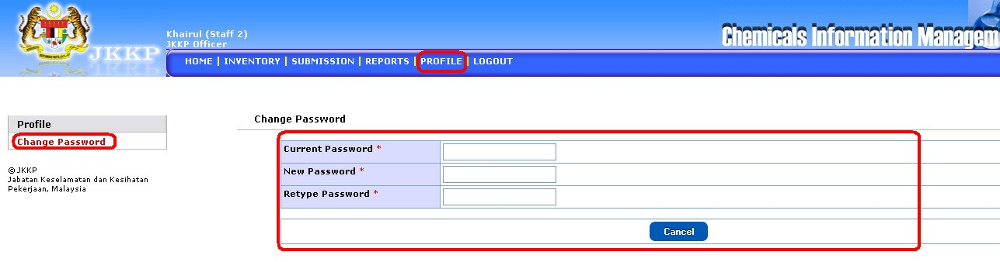 Khairul (Staff 2)
JKKP Officer
JKKP
Chemicals Information Managem
HOME | INVENTORY | SUBMISSION | REPORTS | PROFILE | LOGOUT
Profile
Change Password
©JKKP
Jabatan Keselamatan dan Kesihatan
Pekerjaan, Malaysia
Change Password
Current Password *
New Password *
Retype Password *
Cancel